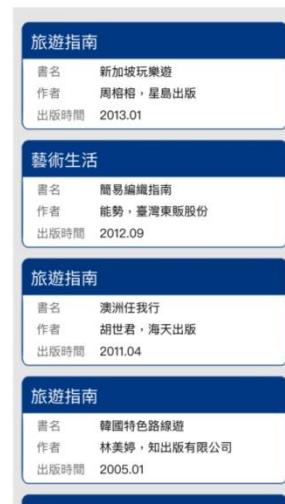 旅遊指南
書名 新加坡玩樂遊
作者 周榕榕，星島出版
出版時間 2013.01
藝術生活
書名 簡易編織指南
作者 能勢，臺灣東販股份
出版時間 2012.09
旅遊指南
書名 澳洲任我行
作者 胡世君，海天出版
出版時間 2011.04
旅遊指南
書名 韓國特色路線遊
作者 林美婷，知出版有限公司
出版時間 2005.01